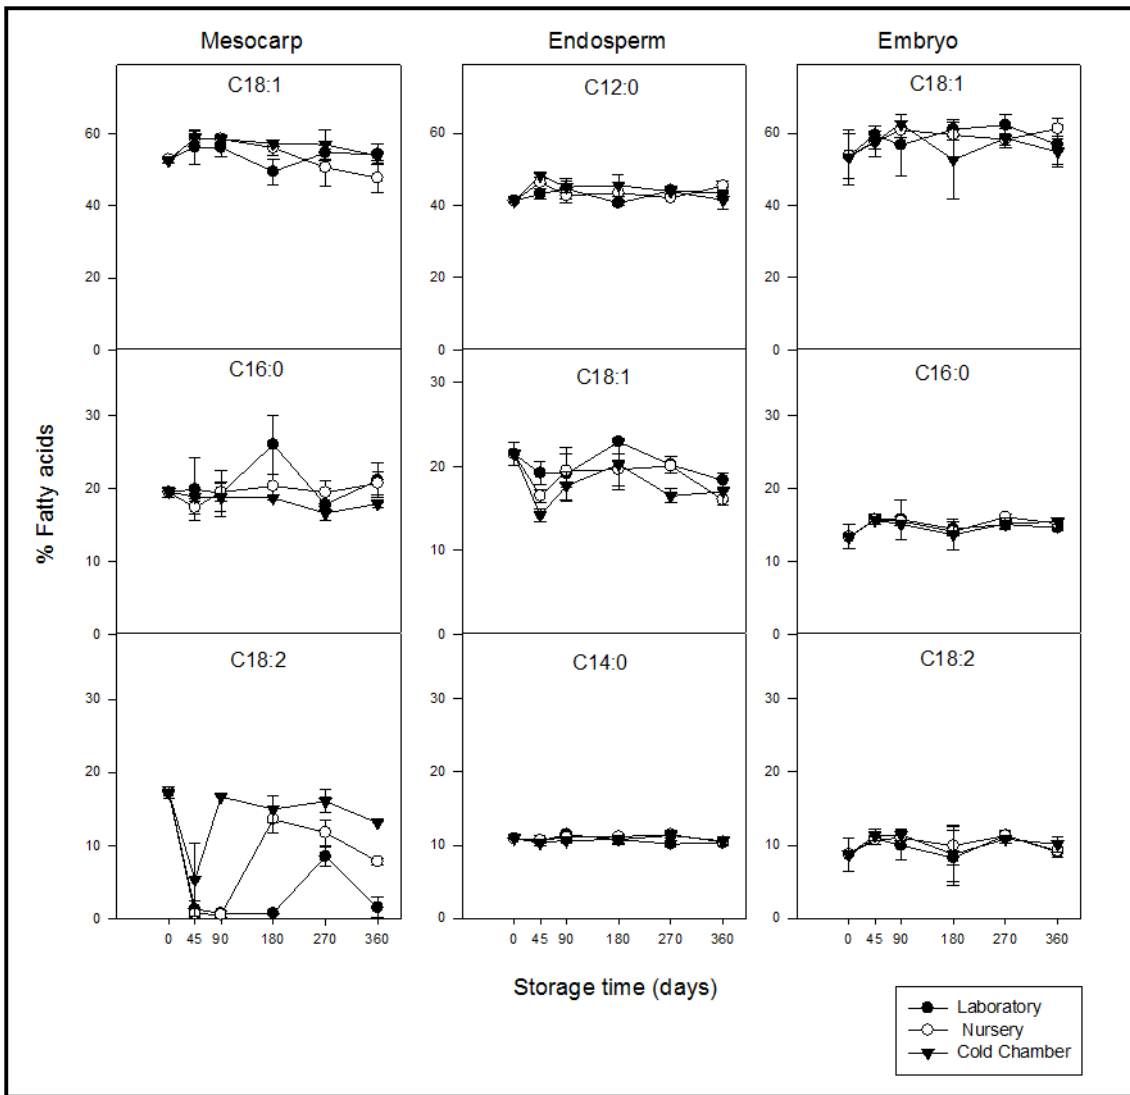 Mesocarp Endosperm Embryo
C18:1 C12:0 C18:1
60 60 60
40 40 40
20 20 20
0 0 0
C16:0 C18:1 C16:0
30 30 30
20 20 20
10 10 10
0 0 0
% Fatty acids
C18:2 C14:0 C18:2
30 30 30
20 20 20
10 10 10
0 0 0
0 45 90 180 270 360 0 45 90 180 270 360 0 45 90 180 270 360
Storage time (days)
Laboratory
Nursery
Cold Chamber